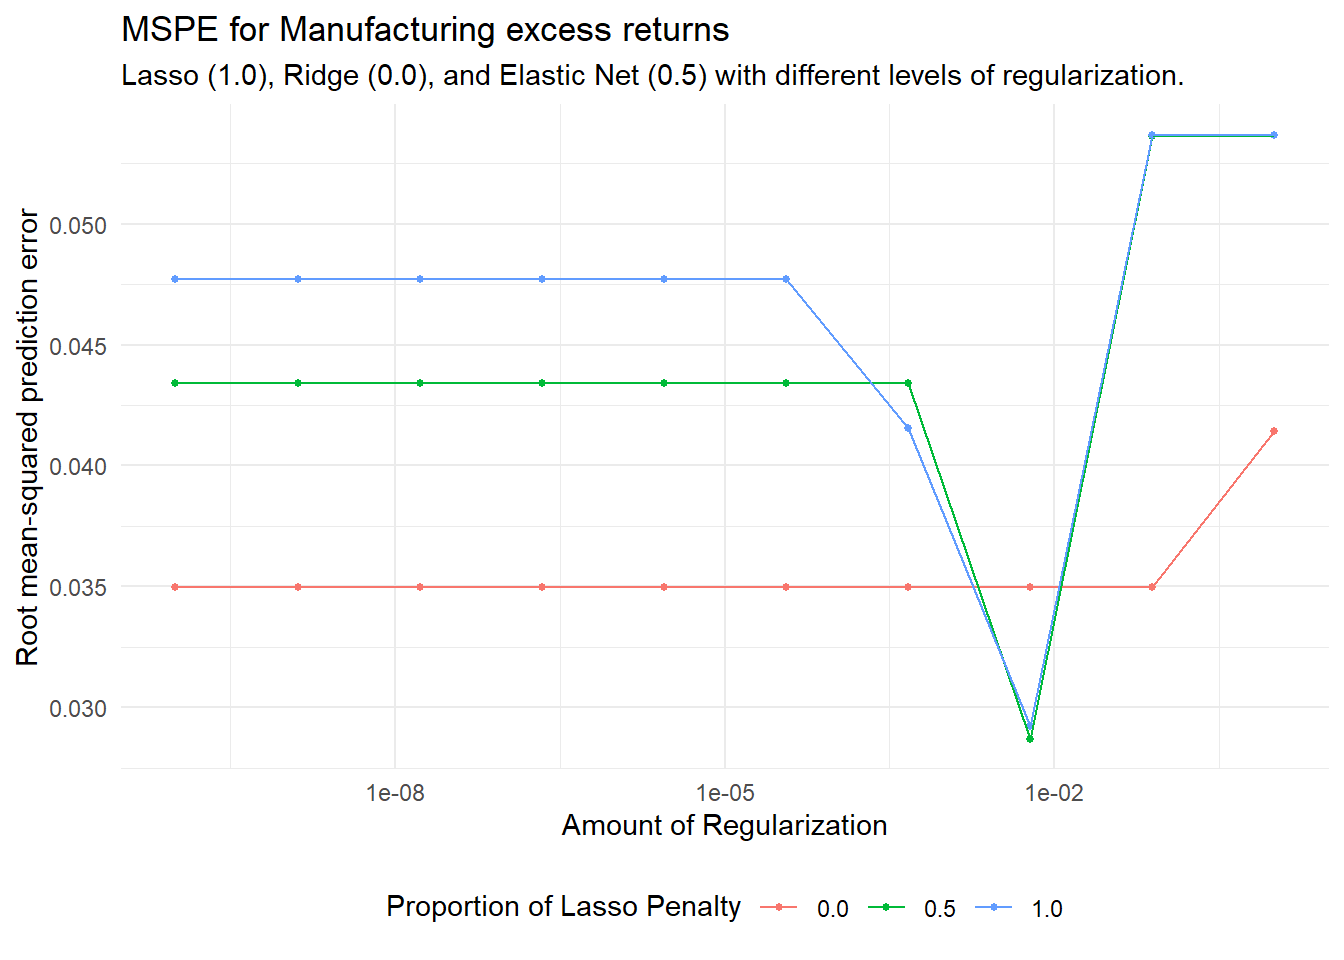 MSPE for Manufacturing excess returns
Lasso (1.0), Ridge (0.0), and Elastic Net (0.5) with different levels of regularization.
Root mean-squared prediction error
0.050
0.045
0.040
0.035
0.030
1e-08 1e-05 1e-02
Amount of Regularization
Proportion of Lasso Penalty 0.0 0.5 1.0